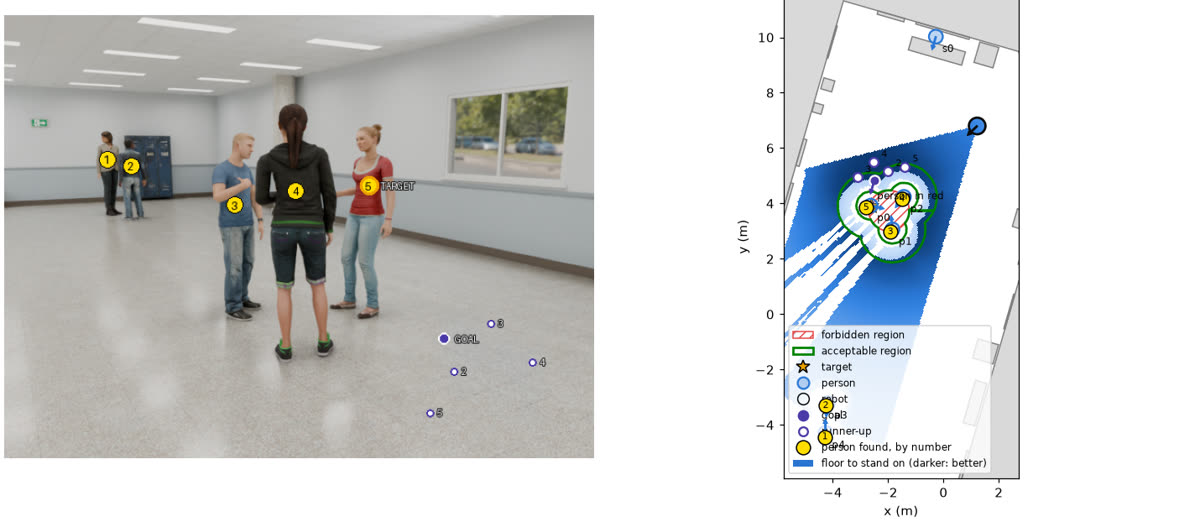 1
2
3
4
5
TARGET
3
GOAL
4
2
5
10
8
6
4
2
0
−2
−4
y (m)
−4
−2
0
2
x (m)
s0
4
2
5
person in red
5
p2
p0
3
p1
forbidden region
acceptable region
target
person
robot
goal
p3
runner-up
person found, by number
floor to stand on (darker: better)
2
1
p4